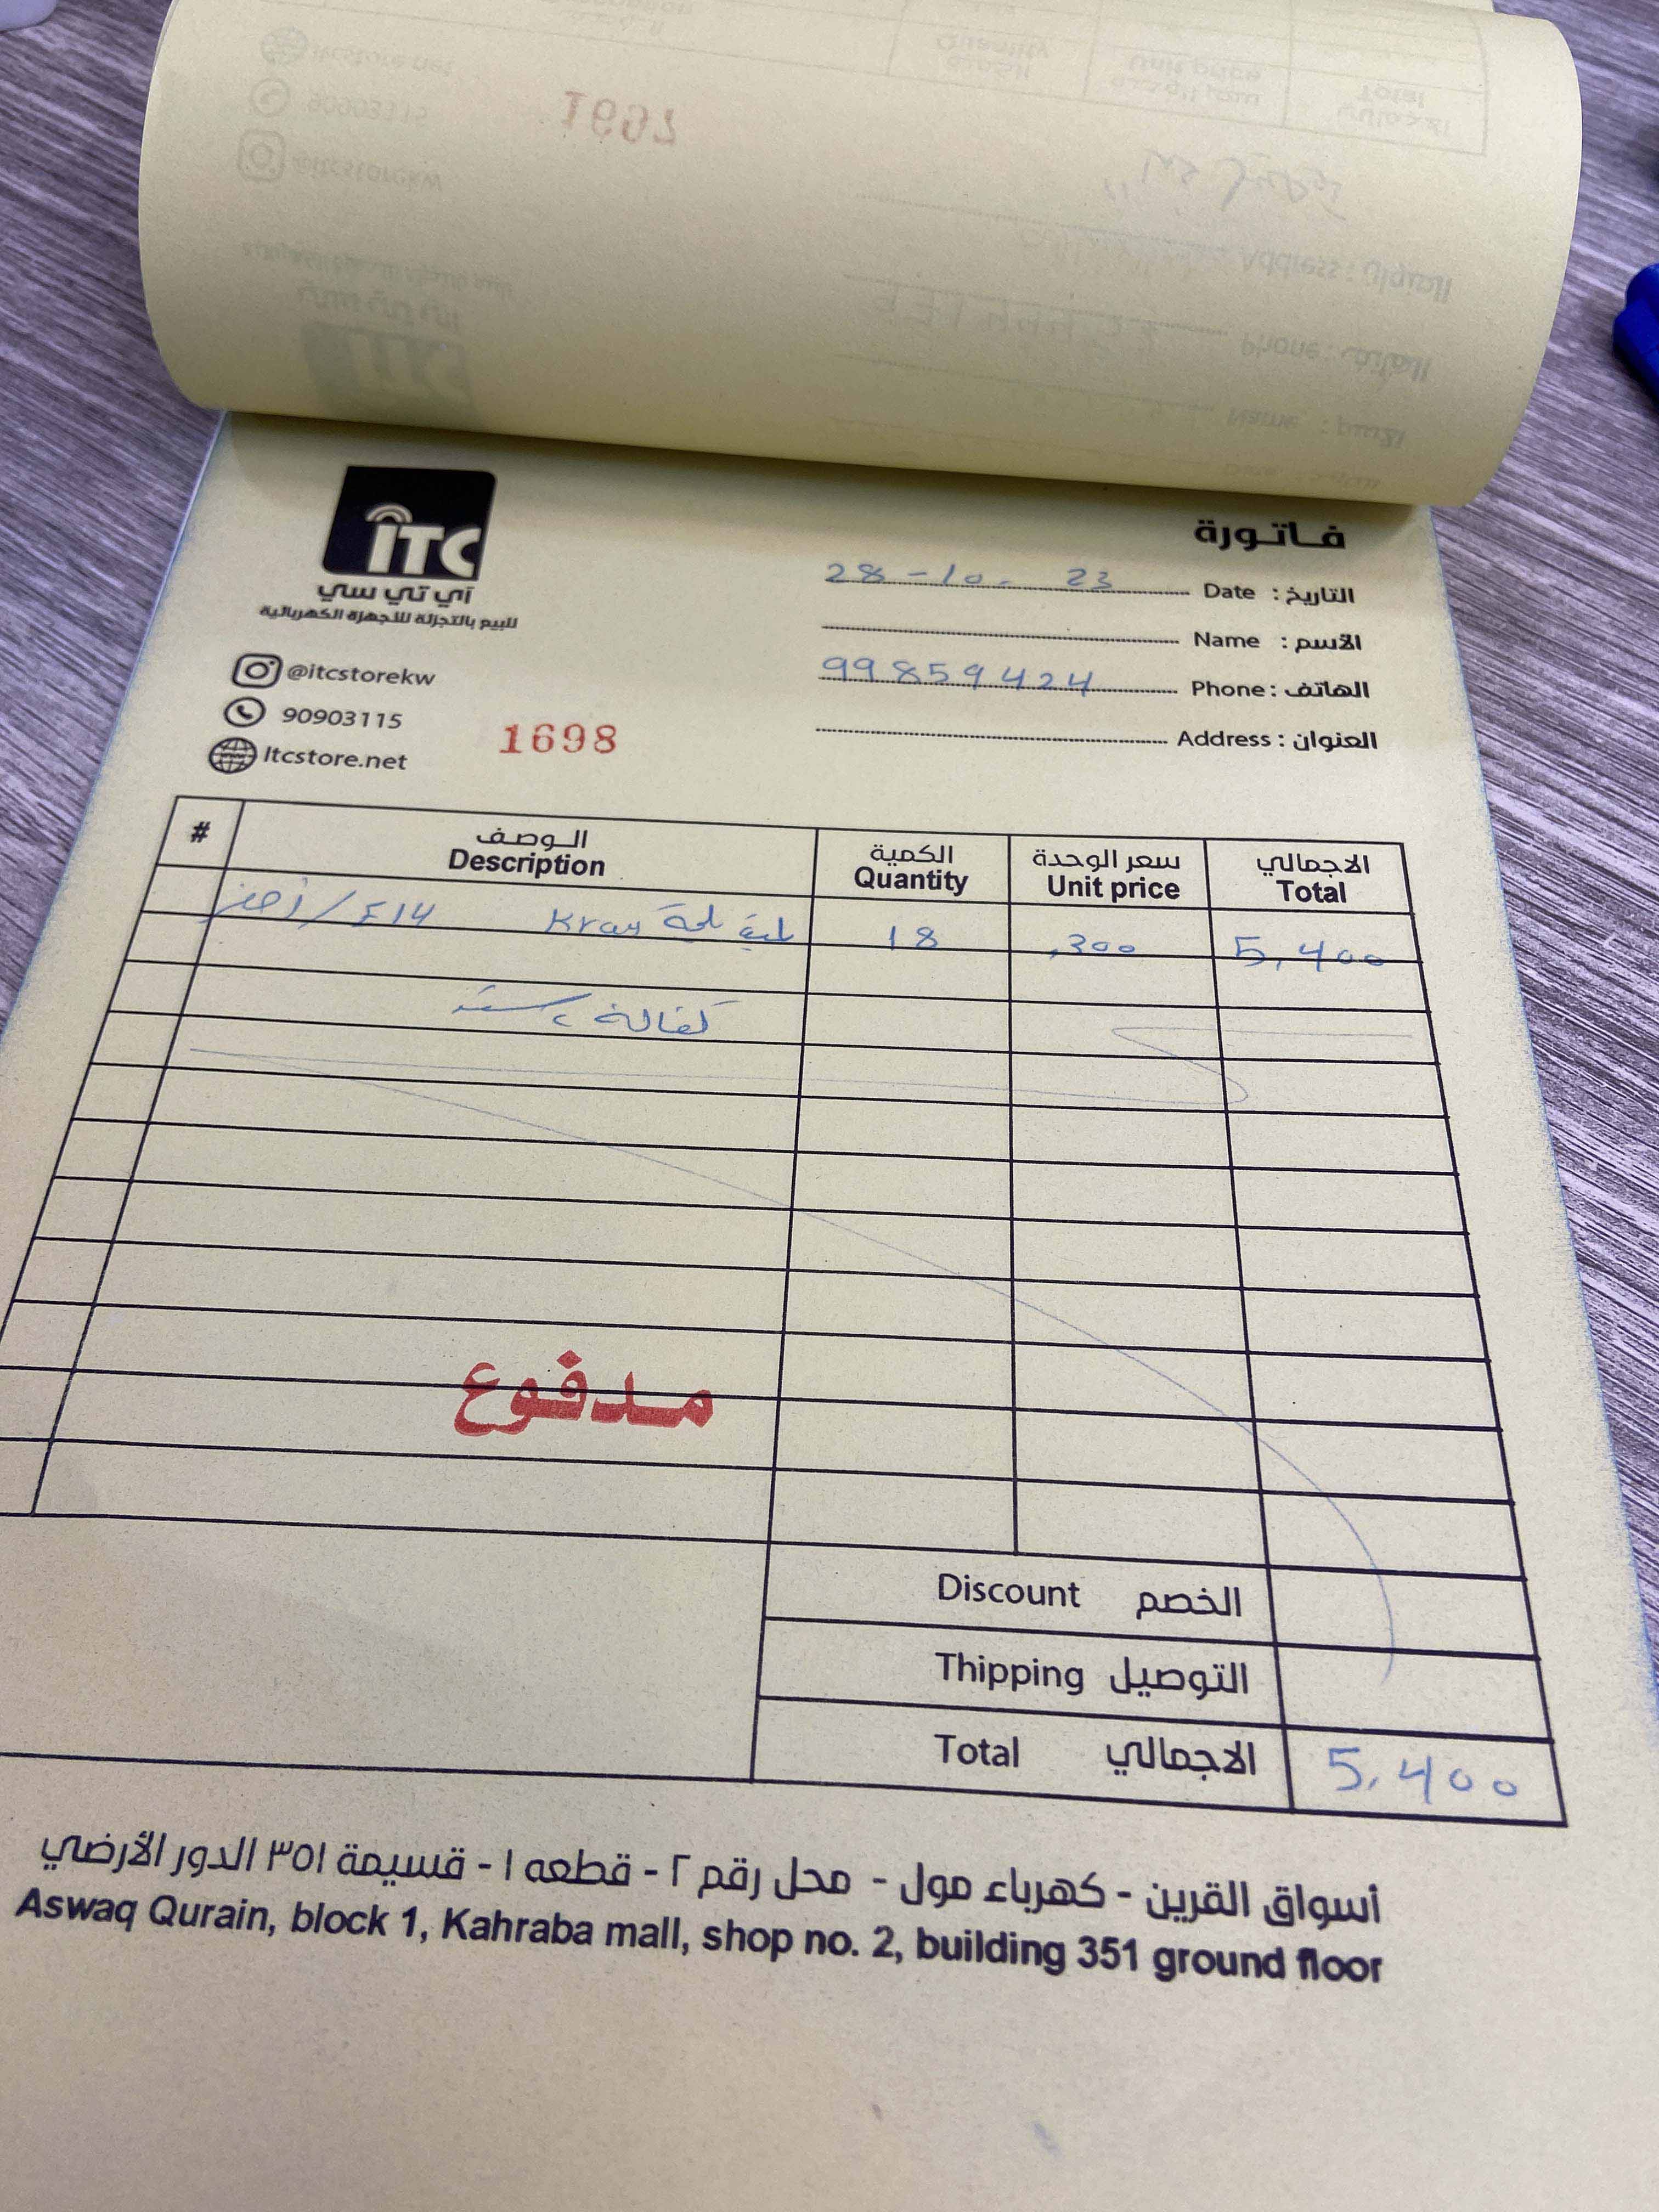 فاتورة
iTC
آي تي سي
للبيع بالتجزئة للأجهزة الكهربائية
التاريخ : Date 28-10-23
الأسم : Name
الهاتف : Phone 99859424
العنوان : Address
@itcstorekw
90903115
Itcstore.net
1698
# الوصف الكمية سعر الوحدة الاجمالي
Description Quantity Unit price Total
Kray E14 / 18 ,300 5,400
كفالة سنة
مدفوع
Discount الخصم
Thipping التوصيل
Total الاجمالي 5,400
أسواق القرين - كهرباء مول - محل رقم ٢ - قطعه ١ - قسيمة ٣٥١ الدور الأرضي
Aswaq Qurain, block 1, Kahraba mall, shop no. 2, building 351 ground floor